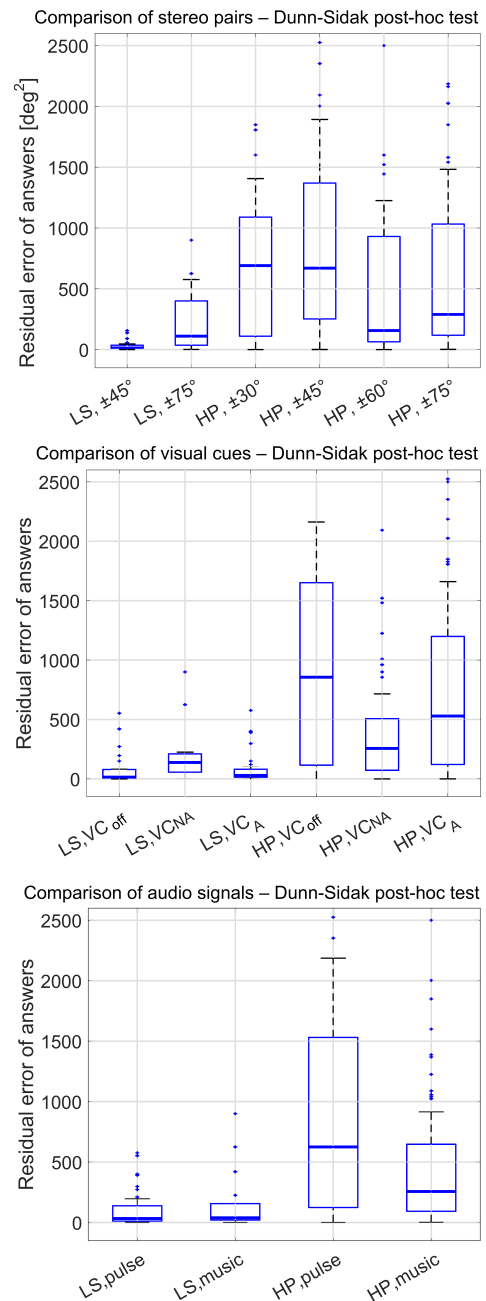 Comparison of stereo pairs – Dunn-Sidak post-hoc test
Residual error of answers [deg²]
2500
2000
1500
1000
500
0
LS, ±45°
LS, ±75°
HP, ±30°
HP, ±45°
HP, ±60°
HP, ±75°
Comparison of visual cues – Dunn-Sidak post-hoc test
Residual error of answers
2500
2000
1500
1000
500
0
LS,VC off
LS,VCNA
LS,VC A
HP,VC off
HP,VCNA
HP,VC A
Comparison of audio signals – Dunn-Sidak post-hoc test
Residual error of answers
2500
2000
1500
1000
500
0
LS,pulse
LS,music
HP,pulse
HP,music